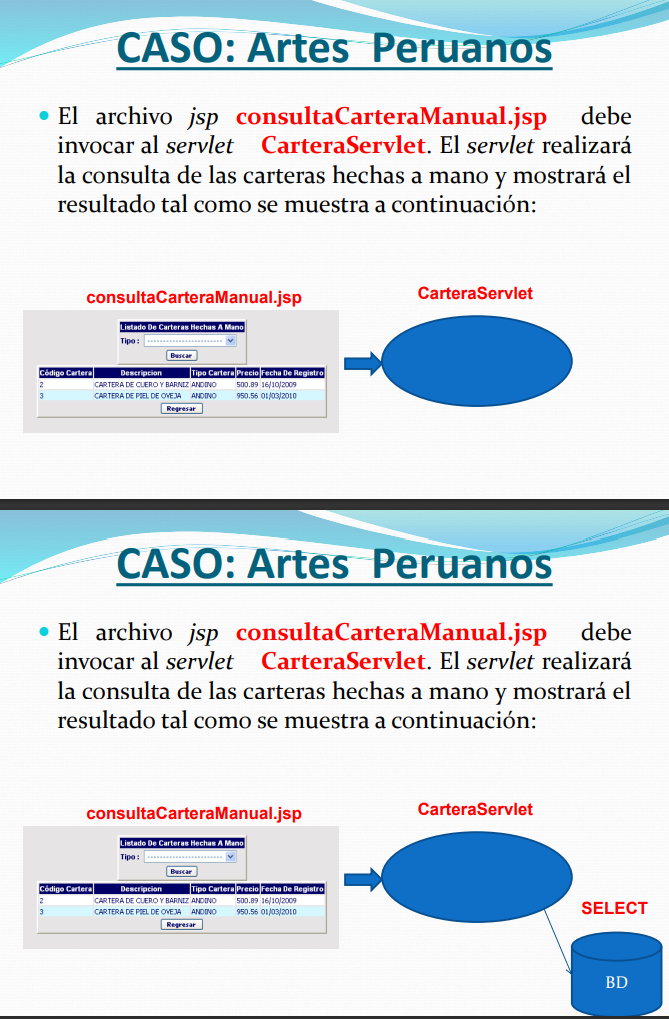 CASO: Artes Peruanos
• El archivo jsp consultaCarteraManual.jsp debe
invocar al servlet CarteraServlet. El servlet realizará
la consulta de las carteras hechas a mano y mostrará el
resultado tal como se muestra a continuación:
consultaCarteraManual.jsp
CarteraServlet
Listado De Carteras Hechas A Mano
Tipo : -----------------------
Buscar
Código Cartera Descripcion Tipo Cartera Precio Fecha De Registro
2 CARTERA DE CUERO Y BARNIZ ANDINO 500.89 16/10/2009
3 CARTERA DE PIEL DE OVEJA ANDINO 950.56 01/03/2010
Regresar
CASO: Artes Peruanos
• El archivo jsp consultaCarteraManual.jsp debe
invocar al servlet CarteraServlet. El servlet realizará
la consulta de las carteras hechas a mano y mostrará el
resultado tal como se muestra a continuación:
consultaCarteraManual.jsp
CarteraServlet
Listado De Carteras Hechas A Mano
Tipo : -----------------------
Buscar
Código Cartera Descripcion Tipo Cartera Precio Fecha De Registro
2 CARTERA DE CUERO Y BARNIZ ANDINO 500.89 16/10/2009
3 CARTERA DE PIEL DE OVEJA ANDINO 950.56 01/03/2010
Regresar
SELECT
BD